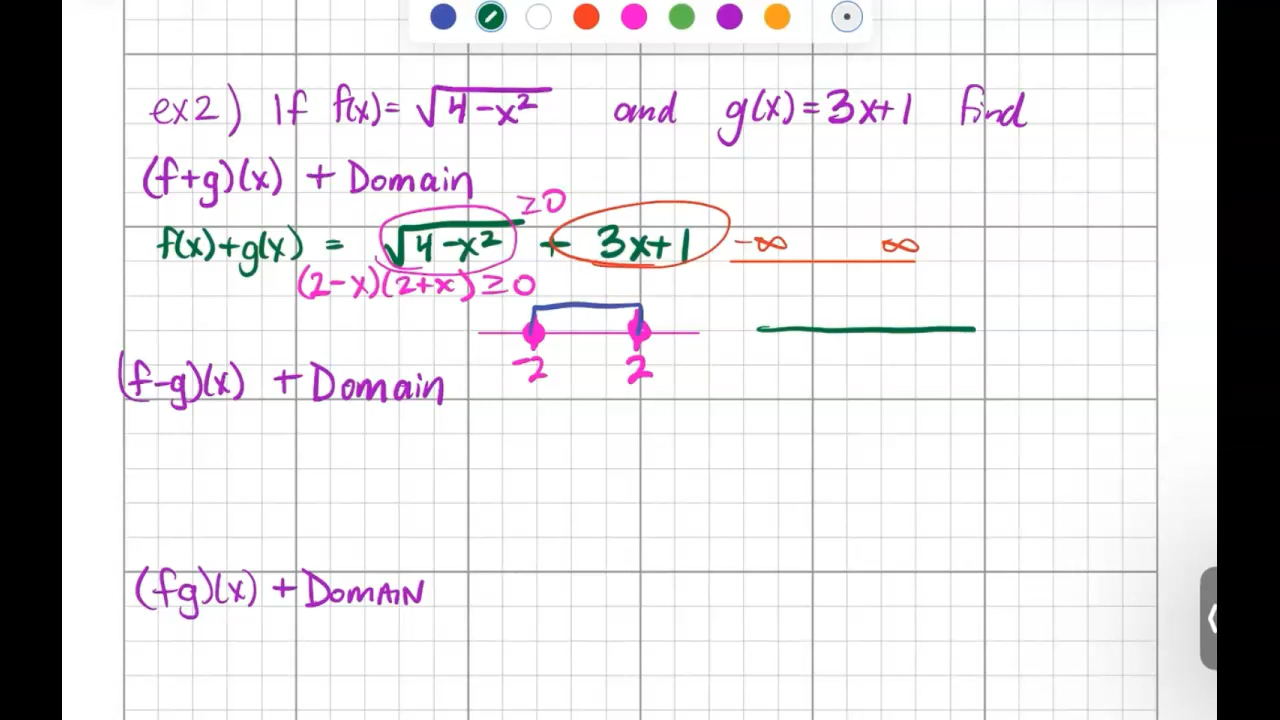 ex2) If f(x)= √4-x² and g(x)=3x+1 find
(f+g)(x) + Domain
≥0
f(x)+g(x) = √4-x² + 3x+1 -∞ ∞
(2-x)(2+x)≥0
-2 2
(f-g)(x) + Domain
(fg)(x) + DOMAIN